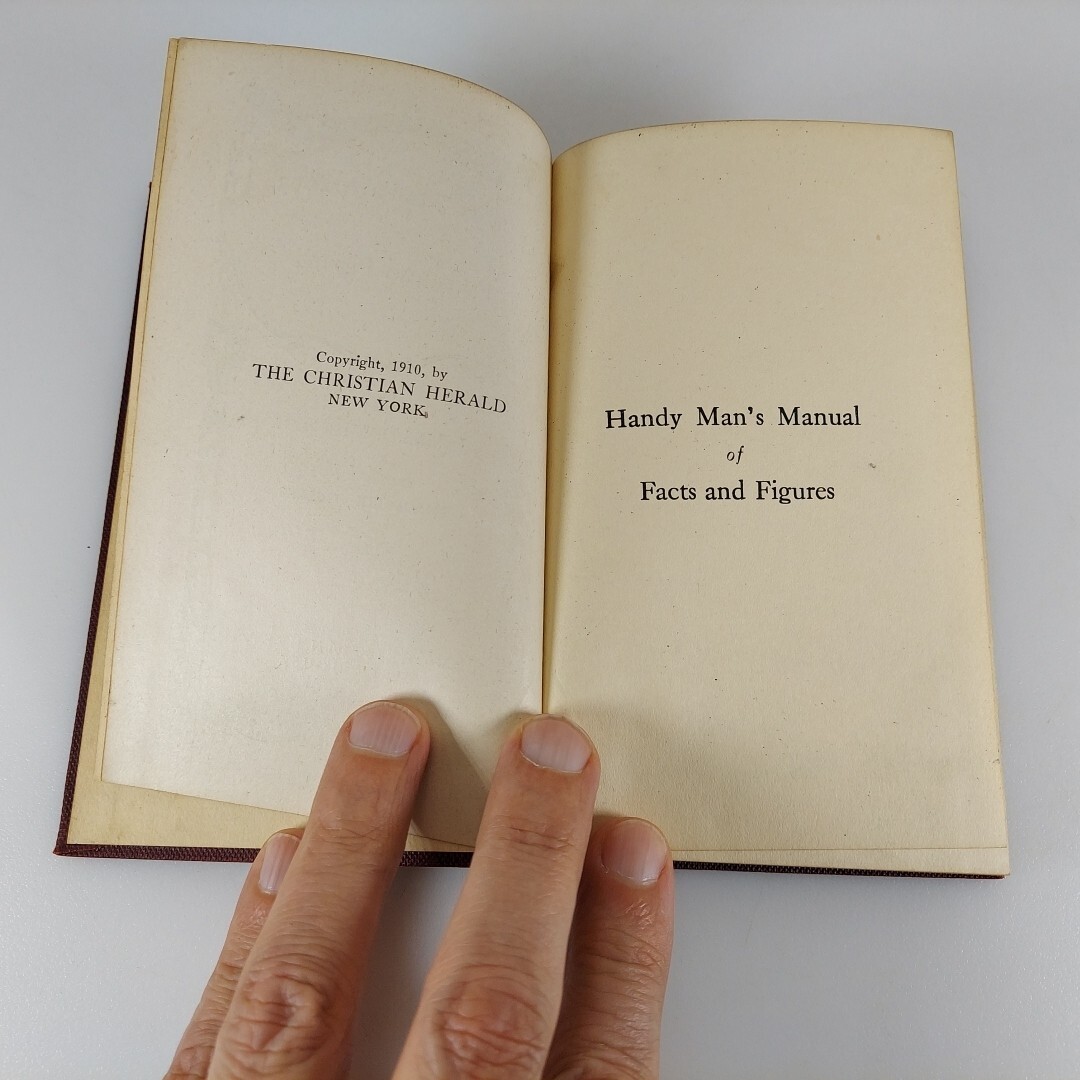 Copyright, 1910, by
THE CHRISTIAN HERALD
NEW YORK
Handy Man's Manual
of
Facts and Figures